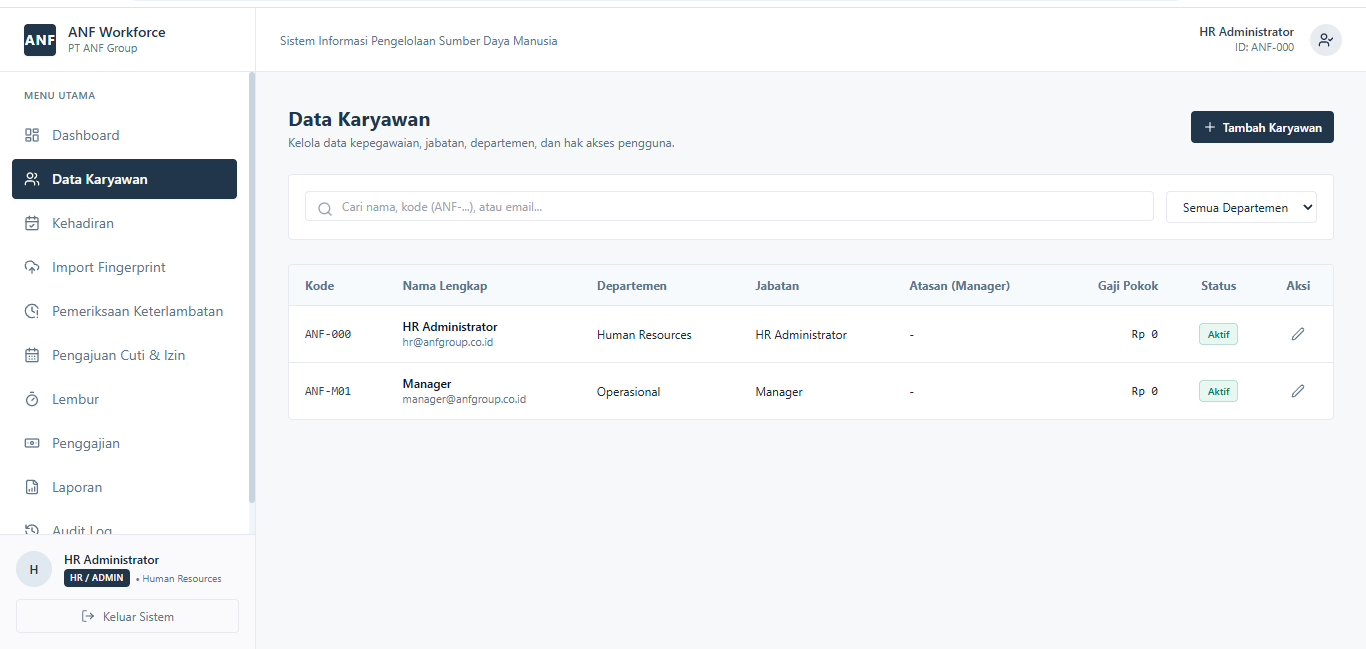 ANF
ANF Workforce
PT ANF Group
Sistem Informasi Pengelolaan Sumber Daya Manusia
HR Administrator
ID: ANF-000
MENU UTAMA
Dashboard
Data Karyawan
Kehadiran
Import Fingerprint
Pemeriksaan Keterlambatan
Pengajuan Cuti & Izin
Lembur
Penggajian
Laporan
Audit Log
H
HR Administrator
HR / ADMIN • Human Resources
Keluar Sistem
Data Karyawan
Kelola data kepegawaian, jabatan, departemen, dan hak akses pengguna.
+ Tambah Karyawan
Cari nama, kode (ANF-...), atau email...
Semua Departemen
Kode Nama Lengkap Departemen Jabatan Atasan (Manager) Gaji Pokok Status Aksi
ANF-000 HR Administrator Human Resources HR Administrator - Rp 0 Aktif
hr@anfgroup.co.id
ANF-M01 Manager Operasional Manager - Rp 0 Aktif
manager@anfgroup.co.id